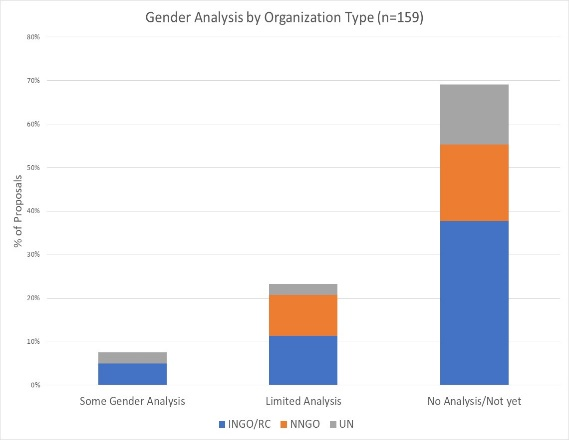 Gender Analysis by Organization Type (n=159)
% of Proposals
80%
70%
60%
50%
40%
30%
20%
10%
0%
Some Gender Analysis
Limited Analysis
No Analysis/Not yet
INGO/RC
NNGO
UN